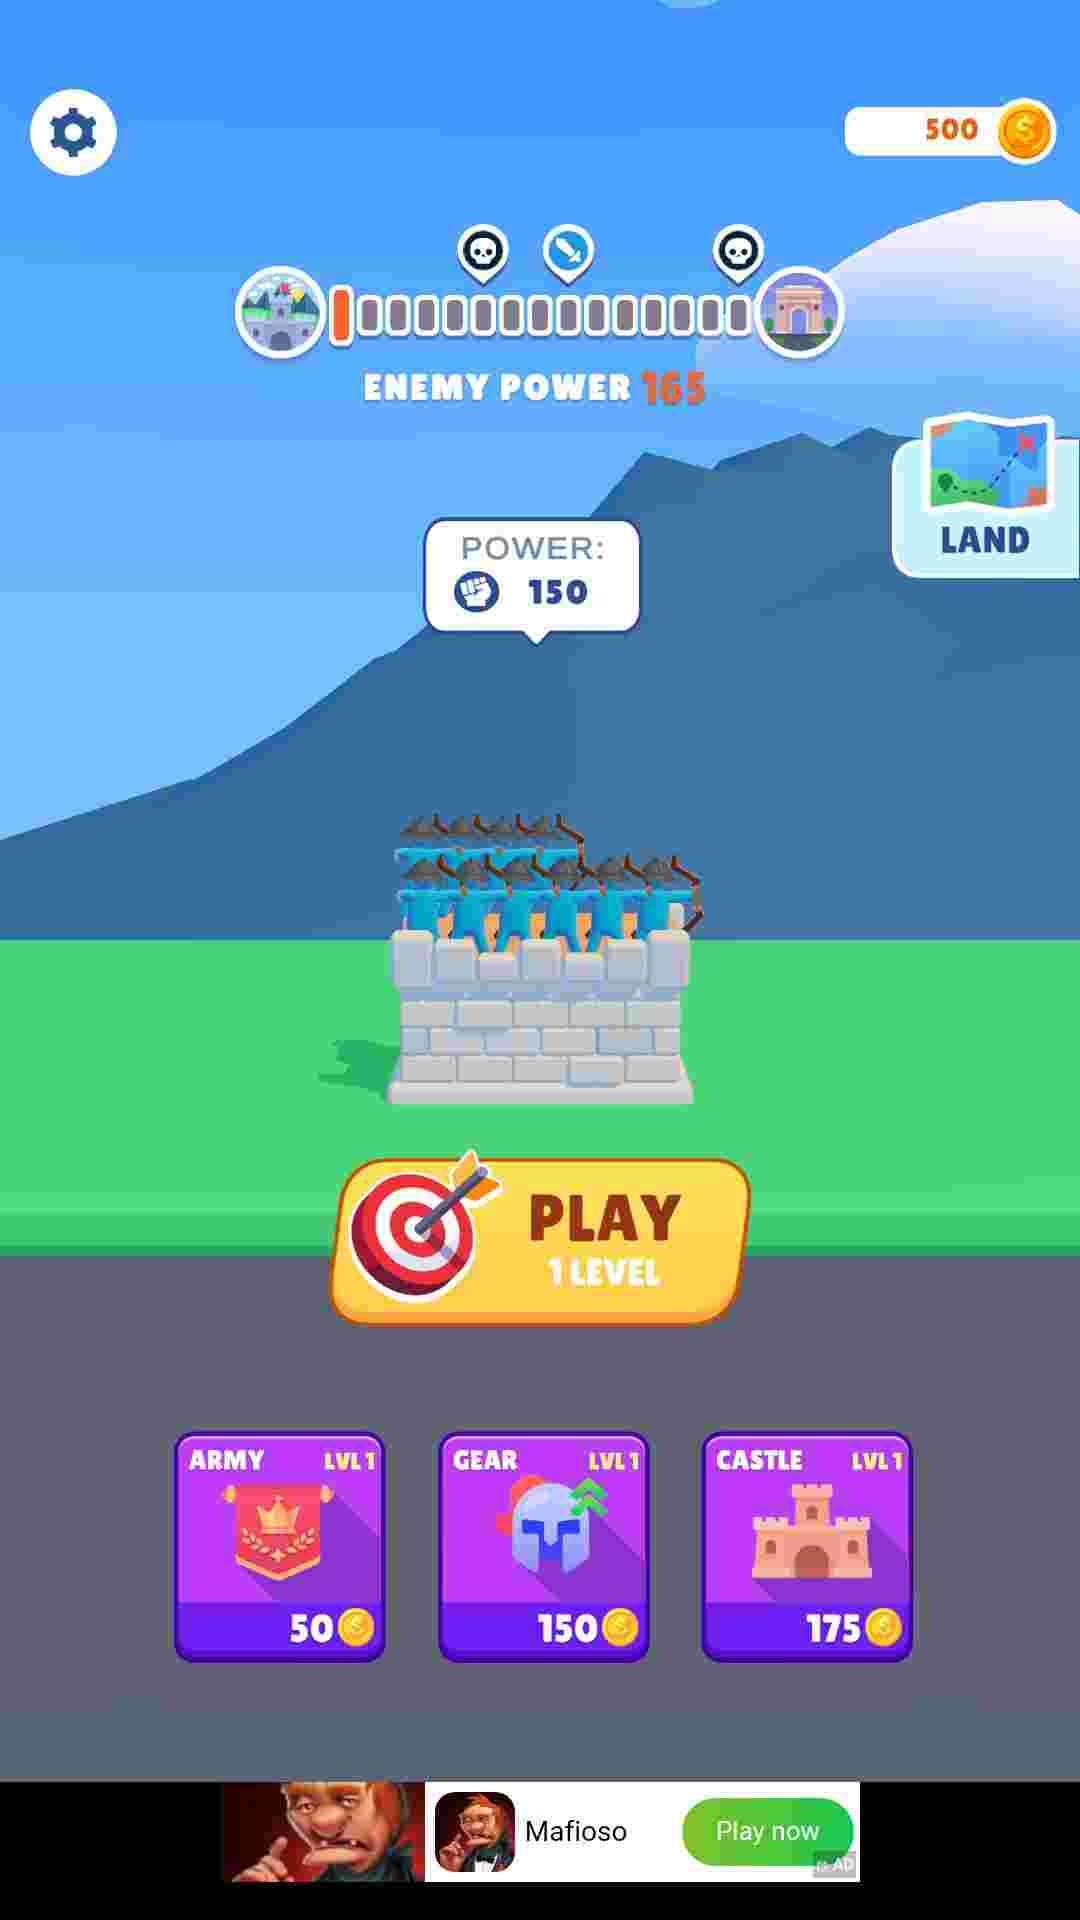 500
ENEMY POWER 165
LAND
POWER:
150
PLAY
1 LEVEL
ARMY LVL 1
GEAR LVL 1
CASTLE LVL 1
50
150
175
Mafioso
Play now
AD